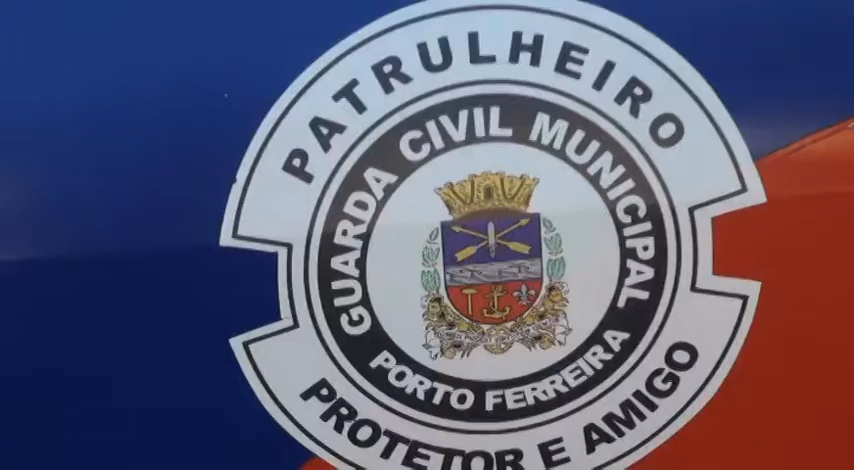 PATRULHEIRO
GUARDA CIVIL MUNICIPAL
PORTO FERREIRA
PROTETOR E AMIGO